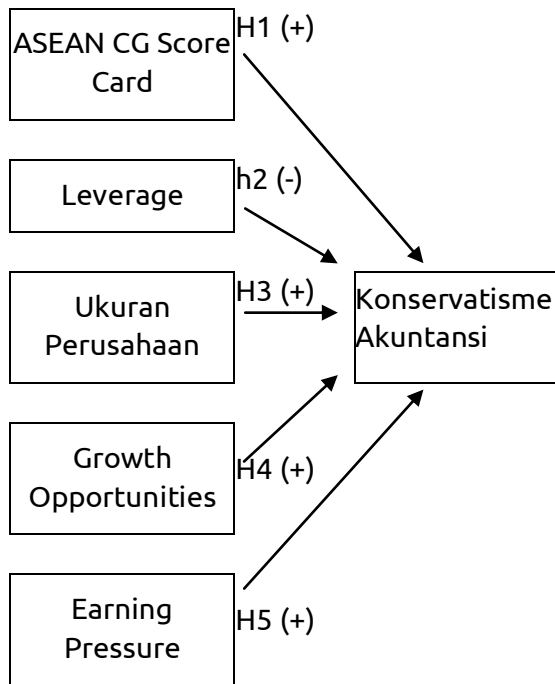 ASEAN CG Score
Card
H1 (+)
Leverage
h2 (-)
Ukuran
Perusahaan
H3 (+)
Konservatisme
Akuntansi
Growth
Opportunities
H4 (+)
Earning
Pressure
H5 (+)